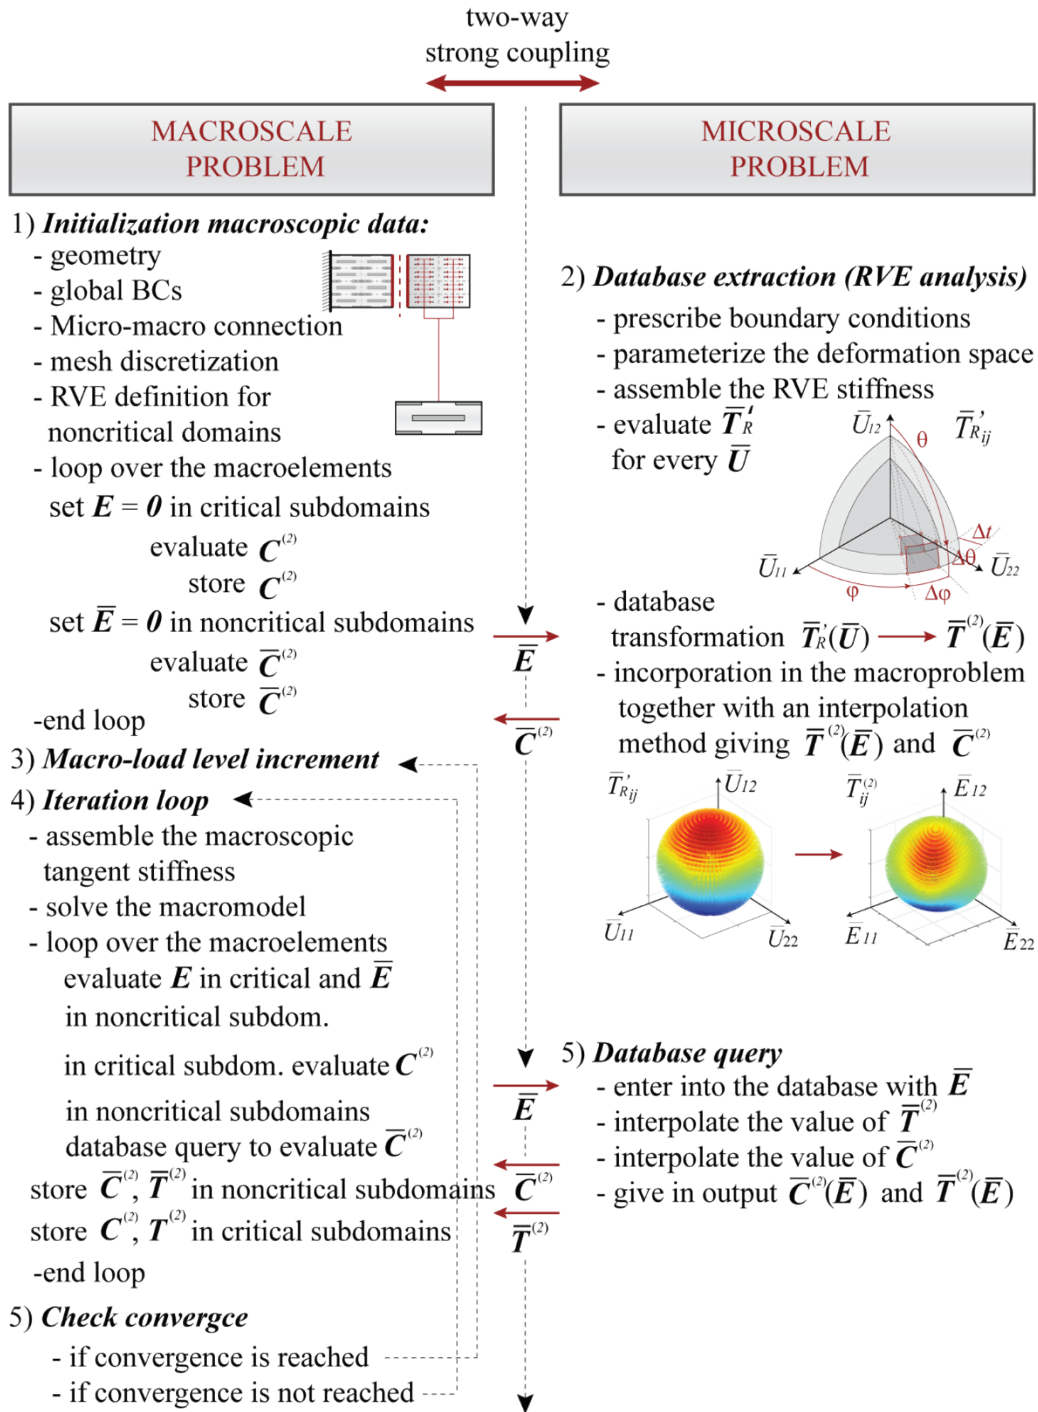 two-way
strong coupling
MACROSCALE
PROBLEM
MICROSCALE
PROBLEM
1) Initialization macroscopic data:
- geometry
- global BCs
- Micro-macro connection
- mesh discretization
- RVE definition for
noncritical domains
- loop over the macroelements
set E = 0 in critical subdomains
evaluate C⁽²⁾
store C⁽²⁾
set E̅ = 0 in noncritical subdomains
evaluate C̅⁽²⁾
store C̅⁽²⁾
-end loop
E̅
C̅⁽²⁾
2) Database extraction (RVE analysis)
- prescribe boundary conditions
- parameterize the deformation space
- assemble the RVE stiffness
- evaluate T̅'R
for every U̅
U̅12
θ
T̅'Rij
Δt
Δθ
U̅11
U̅22
φ
Δφ
- database
transformation T̅'R(U̅) → T̅⁽²⁾(E̅)
- incorporation in the macroproblem
together with an interpolation
method giving T̅⁽²⁾(E̅) and C̅⁽²⁾
T̅'Rij
U̅12
T̅ij⁽²⁾
E̅12
U̅11
U̅22
E̅11
E̅22
3) Macro-load level increment
4) Iteration loop
- assemble the macroscopic
tangent stiffness
- solve the macromodel
- loop over the macroelements
evaluate E in critical and E̅
in noncritical subdom.
in critical subdom. evaluate C⁽²⁾
in noncritical subdomains
database query to evaluate C̅⁽²⁾
store C̅⁽²⁾, T̅⁽²⁾ in noncritical subdomains
store C⁽²⁾, T⁽²⁾ in critical subdomains
-end loop
E̅
C̅⁽²⁾
T̅⁽²⁾
5) Database query
- enter into the database with E̅
- interpolate the value of T̅⁽²⁾
- interpolate the value of C̅⁽²⁾
- give in output C̅⁽²⁾(E̅) and T̅⁽²⁾(E̅)
5) Check convergce
- if convergence is reached
- if convergence is not reached